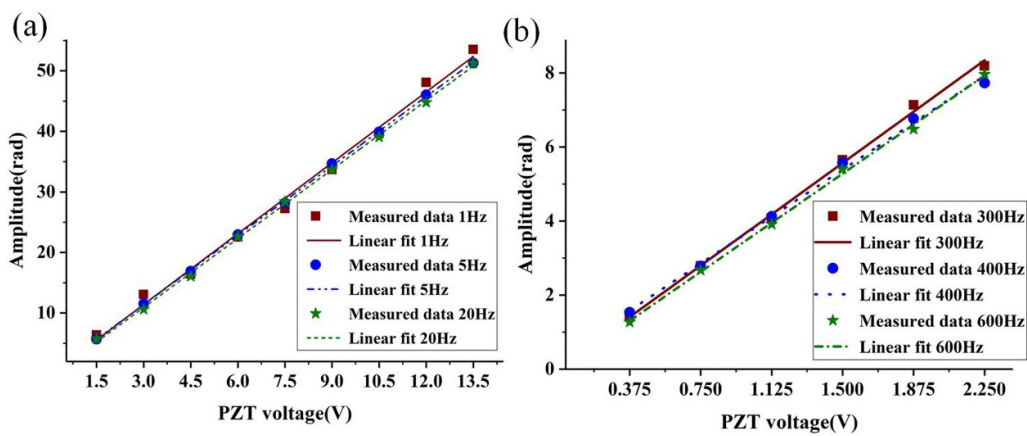 (a)
Amplitude(rad)
50
40
30
20
10
Measured data 1Hz
Linear fit 1Hz
Measured data 5Hz
Linear fit 5Hz
Measured data 20Hz
Linear fit 20Hz
1.5 3.0 4.5 6.0 7.5 9.0 10.5 12.0 13.5
PZT voltage(V)
(b)
Amplitude(rad)
8
6
4
2
0
Measured data 300Hz
Linear fit 300Hz
Measured data 400Hz
Linear fit 400Hz
Measured data 600Hz
Linear fit 600Hz
0.375 0.750 1.125 1.500 1.875 2.250
PZT voltage(V)